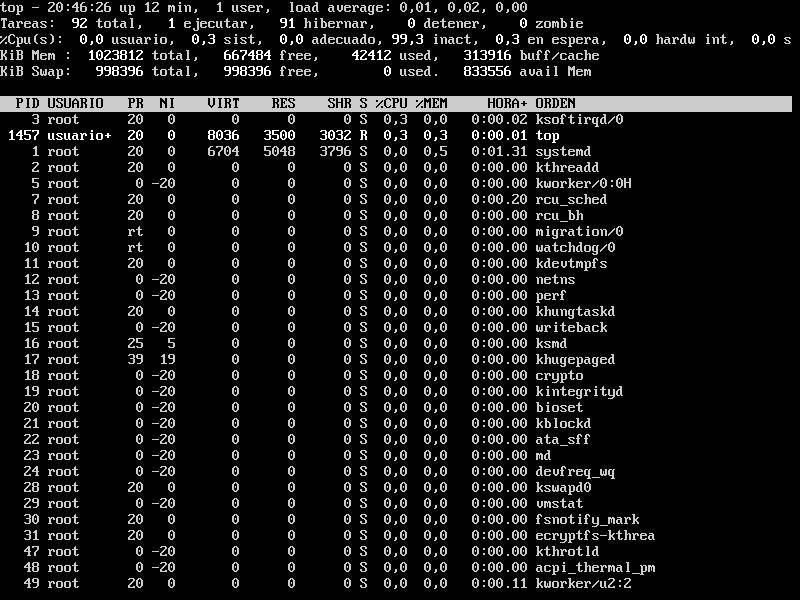 top - 20:46:26 up 12 min,  1 user,  load average: 0,01, 0,02, 0,00
Tareas:  92 total,   1 ejecutar,  91 hibernar,   0 detener,   0 zombie
%Cpu(s):  0,0 usuario,  0,3 sist,  0,0 adecuado, 99,3 inact,  0,3 en espera,  0,0 hardw int,  0,0 s
KiB Mem :  1023812 total,   667484 free,    42412 used,   313916 buff/cache
KiB Swap:   998396 total,   998396 free,        0 used.   833556 avail Mem
PID USUARIO   PR  NI    VIRT    RES    SHR S %CPU %MEM     HORA+ ORDEN
3 root      20   0       0      0      0 S  0,3  0,0   0:00.02 ksoftirqd/0
1457 usuario+  20   0    8036   3500   3032 R  0,3  0,3   0:00.01 top
1 root      20   0    6704   5048   3796 S  0,0  0,5   0:01.31 systemd
2 root      20   0       0      0      0 S  0,0  0,0   0:00.00 kthreadd
5 root       0 -20       0      0      0 S  0,0  0,0   0:00.00 kworker/0:0H
7 root      20   0       0      0      0 S  0,0  0,0   0:00.20 rcu_sched
8 root      20   0       0      0      0 S  0,0  0,0   0:00.00 rcu_bh
9 root      rt   0       0      0      0 S  0,0  0,0   0:00.00 migration/0
10 root      rt   0       0      0      0 S  0,0  0,0   0:00.00 watchdog/0
11 root      20   0       0      0      0 S  0,0  0,0   0:00.00 kdevtmpfs
12 root       0 -20       0      0      0 S  0,0  0,0   0:00.00 netns
13 root       0 -20       0      0      0 S  0,0  0,0   0:00.00 perf
14 root      20   0       0      0      0 S  0,0  0,0   0:00.00 khungtaskd
15 root       0 -20       0      0      0 S  0,0  0,0   0:00.00 writeback
16 root      25   5       0      0      0 S  0,0  0,0   0:00.00 ksmd
17 root      39  19       0      0      0 S  0,0  0,0   0:00.00 khugepaged
18 root       0 -20       0      0      0 S  0,0  0,0   0:00.00 crypto
19 root       0 -20       0      0      0 S  0,0  0,0   0:00.00 kintegrityd
20 root       0 -20       0      0      0 S  0,0  0,0   0:00.00 bioset
21 root       0 -20       0      0      0 S  0,0  0,0   0:00.00 kblockd
22 root       0 -20       0      0      0 S  0,0  0,0   0:00.00 ata_sff
23 root       0 -20       0      0      0 S  0,0  0,0   0:00.00 md
24 root       0 -20       0      0      0 S  0,0  0,0   0:00.00 devfreq_wq
28 root      20   0       0      0      0 S  0,0  0,0   0:00.00 kswapd0
29 root       0 -20       0      0      0 S  0,0  0,0   0:00.00 vmstat
30 root      20   0       0      0      0 S  0,0  0,0   0:00.00 fsnotify_mark
31 root      20   0       0      0      0 S  0,0  0,0   0:00.00 ecryptfs-kthrea
47 root       0 -20       0      0      0 S  0,0  0,0   0:00.00 kthrotld
48 root       0 -20       0      0      0 S  0,0  0,0   0:00.00 acpi_thermal_pm
49 root      20   0       0      0      0 S  0,0  0,0   0:00.11 kworker/u2:2